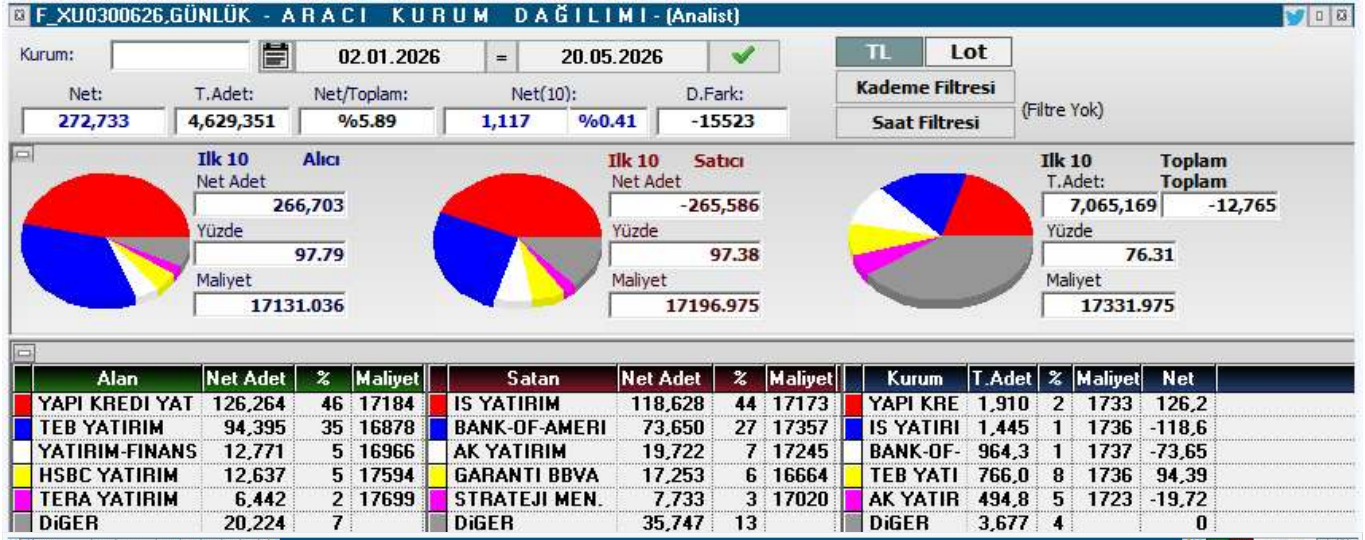 F_XU0300626,GÜNLÜK - ARACI KURUM DAĞILIMI - (Analist)
Kurum: 02.01.2026 = 20.05.2026 TL Lot
Net: T.Adet: Net/Toplam: Net(10): D.Fark: Kademe Filtresi
272,733 4,629,351 %5.89 1,117 %0.41 -15523 Saat Filtresi (Filtre Yok)
Ilk 10 Alıcı Ilk 10 Satıcı Ilk 10 Toplam
Net Adet Net Adet T.Adet: Toplam
266,703 -265,586 7,065,169 -12,765
Yüzde Yüzde Yüzde
97.79 97.38 76.31
Maliyet Maliyet Maliyet
17131.036 17196.975 17331.975
Alan Net Adet % Maliyet Satan Net Adet % Maliyet Kurum T.Adet % Maliyet Net
YAPI KREDI YAT 126,264 46 17184 IS YATIRIM 118,628 44 17173 YAPI KRE 1,910 2 1733 126,2
TEB YATIRIM 94,395 35 16878 BANK-OF-AMERI 73,650 27 17357 IS YATIRI 1,445 1 1736 -118,6
YATIRIM-FINANS 12,771 5 16966 AK YATIRIM 19,722 7 17245 BANK-OF- 964,3 1 1737 -73,65
HSBC YATIRIM 12,637 5 17594 GARANTI BBVA 17,253 6 16664 TEB YATI 766,0 8 1736 94,39
TERA YATIRIM 6,442 2 17699 STRATEJI MEN. 7,733 3 17020 AK YATIR 494,8 5 1723 -19,72
DiGER 20,224 7 DiGER 35,747 13 DiGER 3,677 4 0